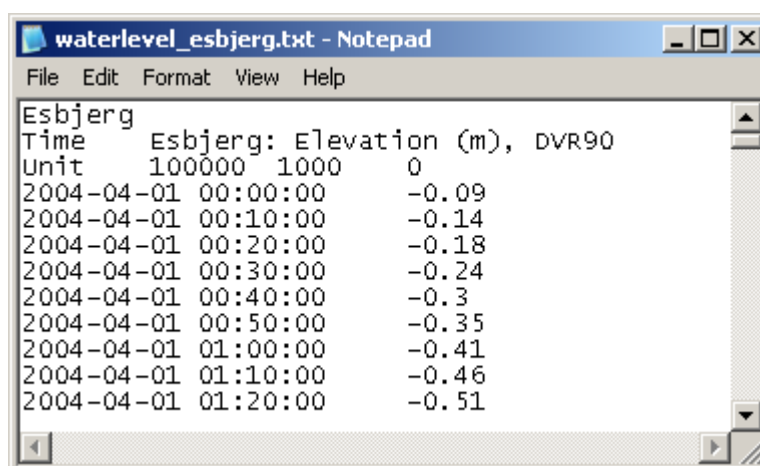 waterlevel_esbjerg.txt - Notepad
File Edit Format View Help
Esbjerg
Time Esbjerg: Elevation (m), DVR90
Unit 100000 1000 0
2004-04-01 00:00:00 -0.09
2004-04-01 00:10:00 -0.14
2004-04-01 00:20:00 -0.18
2004-04-01 00:30:00 -0.24
2004-04-01 00:40:00 -0.3
2004-04-01 00:50:00 -0.35
2004-04-01 01:00:00 -0.41
2004-04-01 01:10:00 -0.46
2004-04-01 01:20:00 -0.51